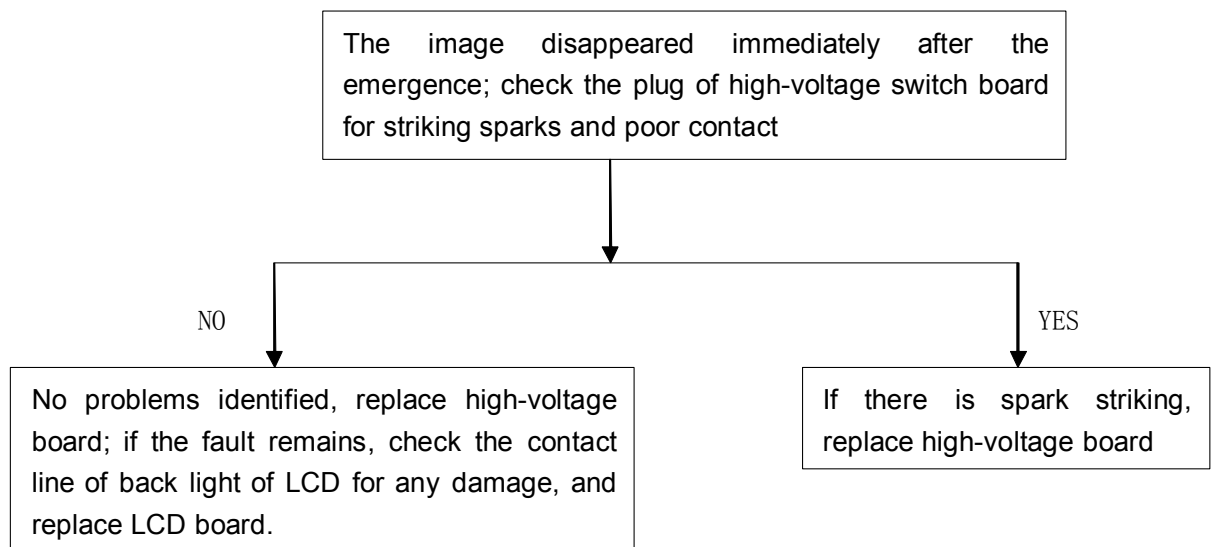 The image disappeared immediately after the
emergence; check the plug of high-voltage switch board
for striking sparks and poor contact
NO
YES
No problems identified, replace high-voltage
board; if the fault remains, check the contact
line of back light of LCD for any damage, and
replace LCD board.
If there is spark striking,
replace high-voltage board